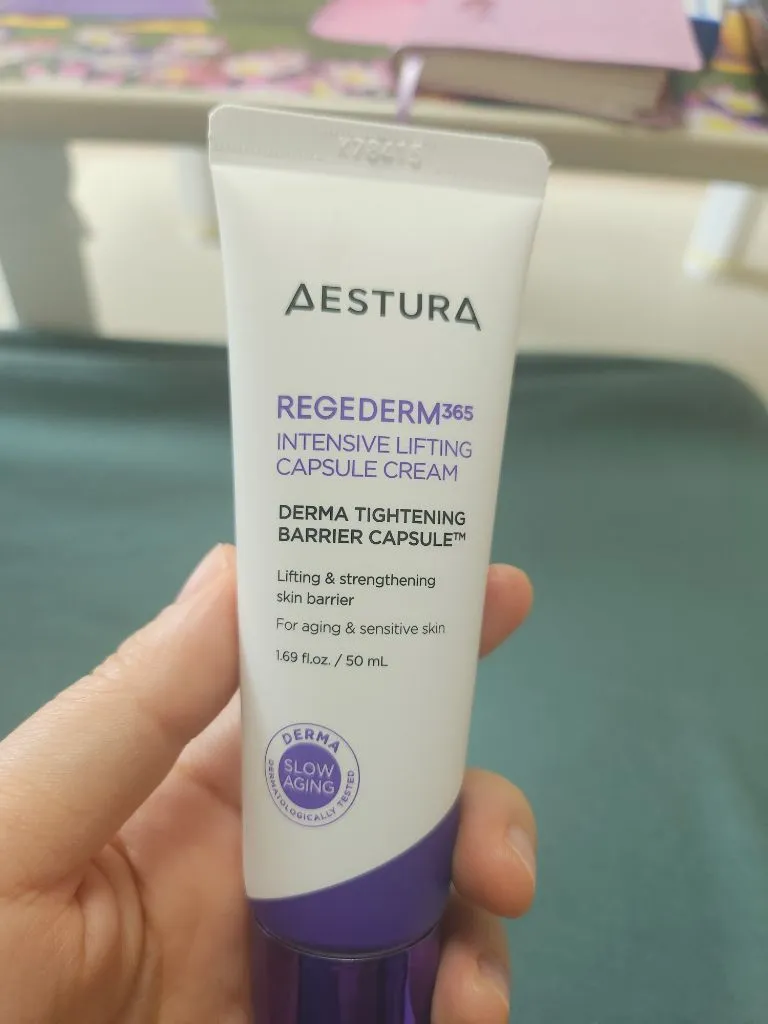 AESTURA
REGEDERM365
INTENSIVE LIFTING
CAPSULE CREAM
DERMA TIGHTENING
BARRIER CAPSULE™
Lifting & strengthening
skin barrier
For aging & sensitive skin
1.69 fl.oz. / 50 mL
DERMA
SLOW
AGING
DERMATOLOGICALLY TESTED